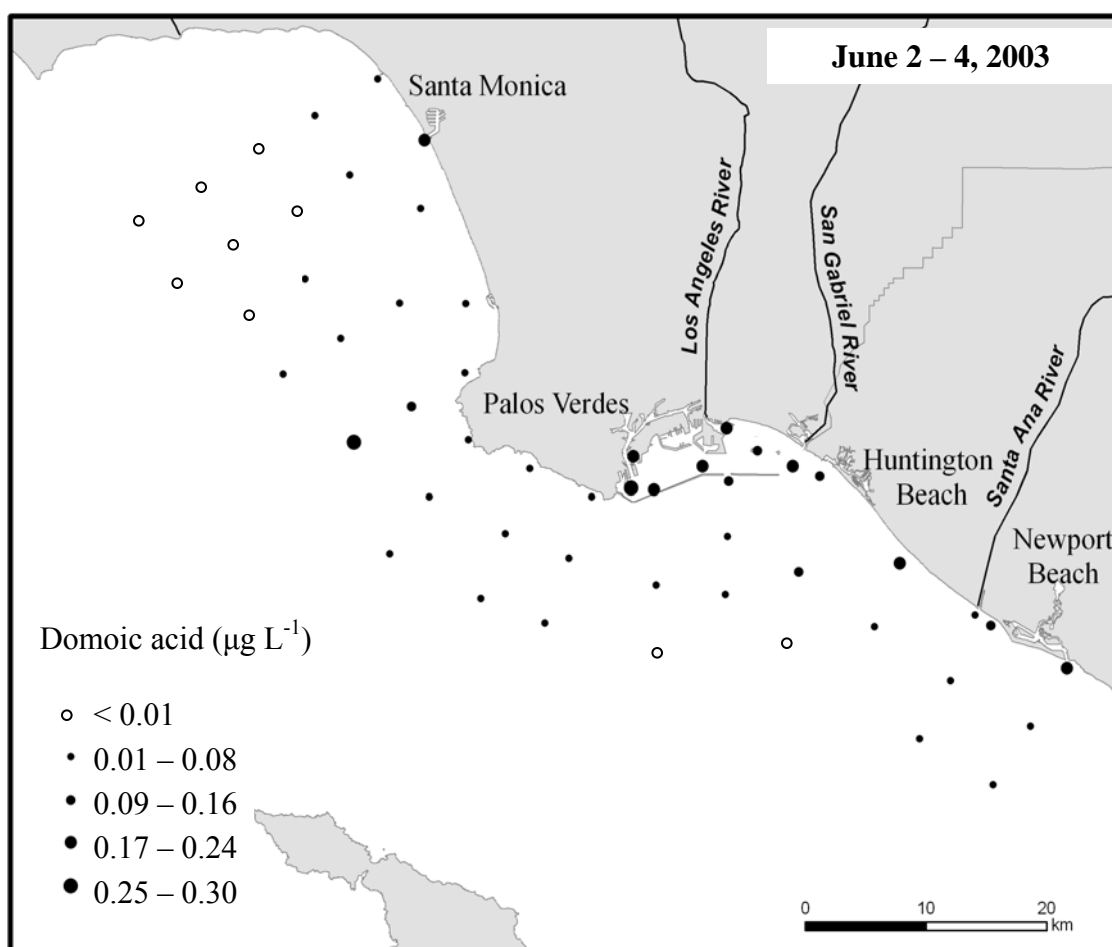 June 2 – 4, 2003
Santa Monica
Los Angeles River
San Gabriel River
Palos Verdes
Huntington
Beach
Santa Ana River
Newport
Beach
Domoic acid (μg L-1)
< 0.01
0.01 – 0.08
0.09 – 0.16
0.17 – 0.24
0.25 – 0.30
0 10 20
km